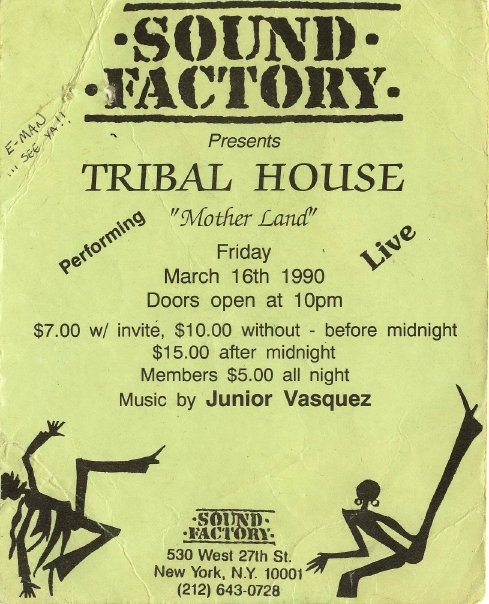 ·SOUND·
·FACTORY·
E-MAN
... SEE YA!!
Presents
TRIBAL HOUSE
"Mother Land"
Performing
Live
Friday
March 16th 1990
Doors open at 10pm
$7.00 w/ invite, $10.00 without - before midnight
$15.00 after midnight
Members $5.00 all night
Music by Junior Vasquez
·SOUND·
·FACTORY·
530 West 27th St.
New York, N.Y. 10001
(212) 643-0728